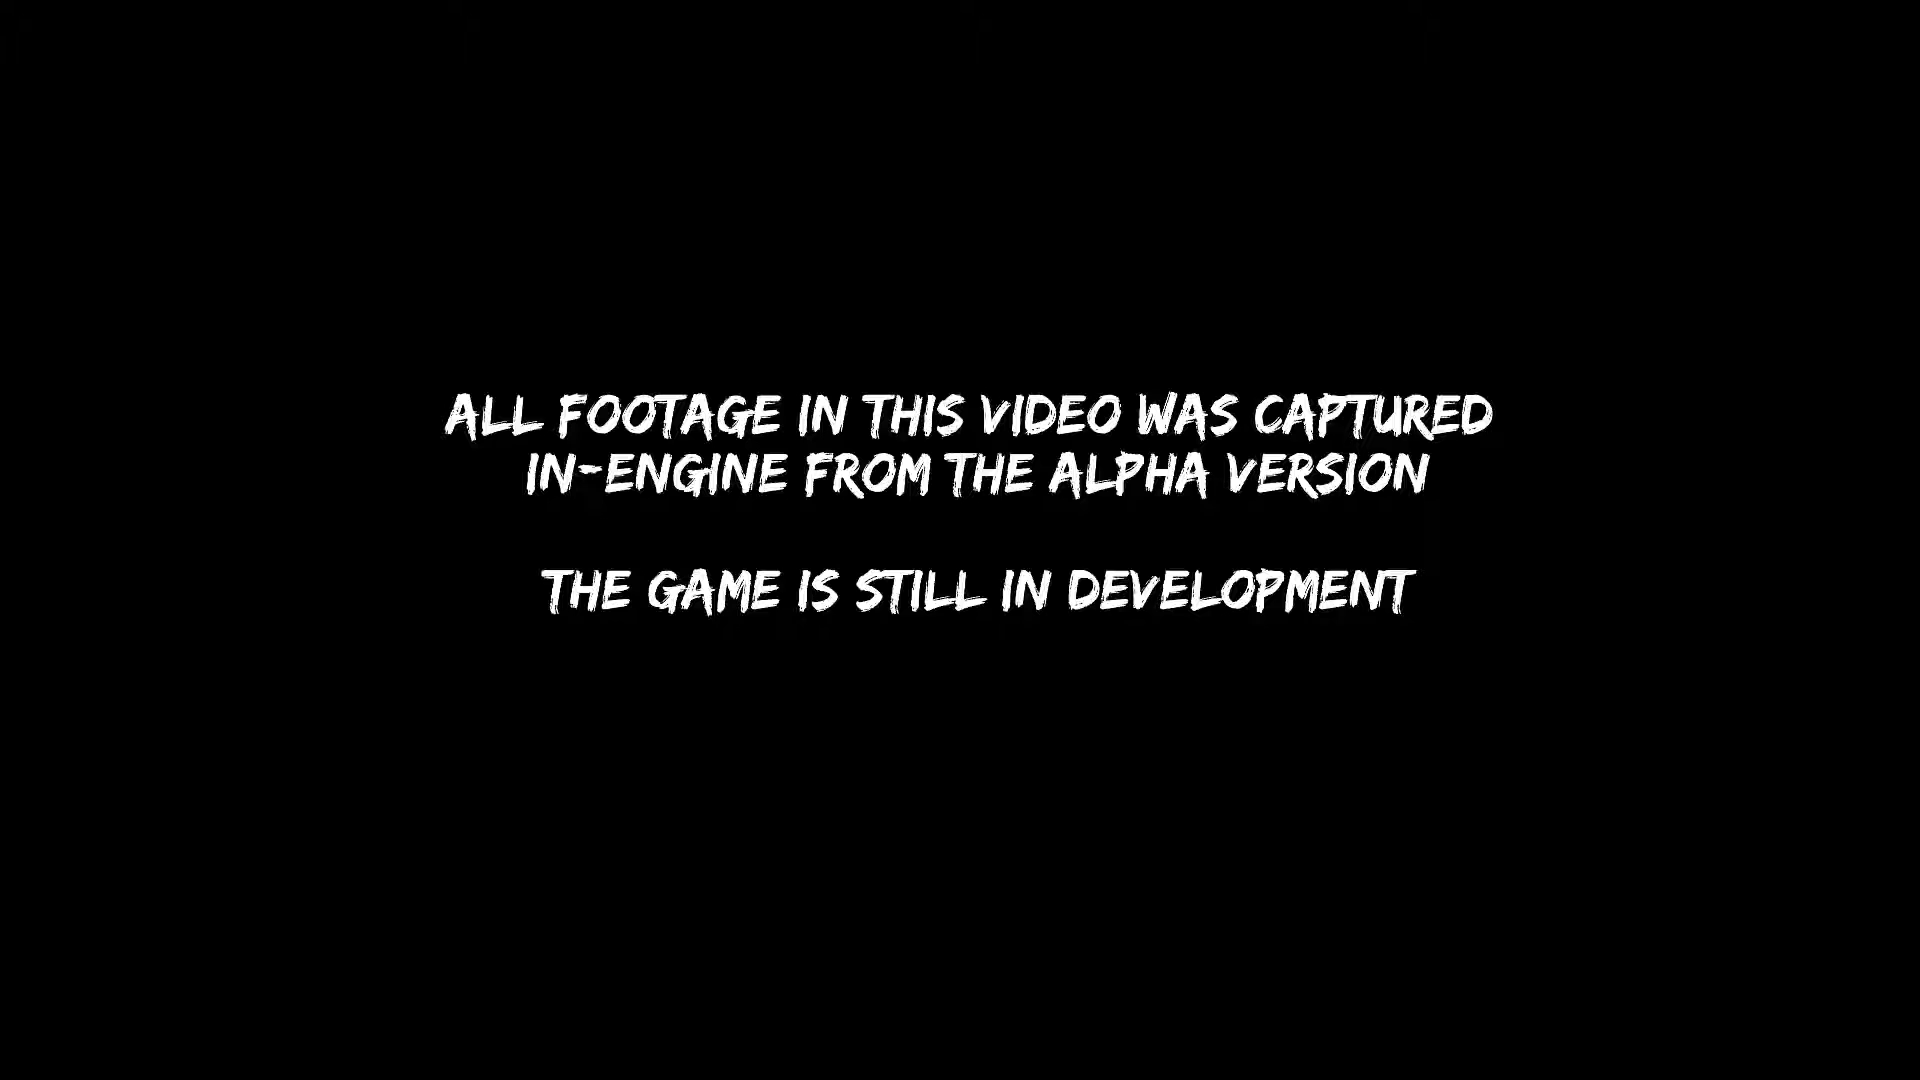 ALL FOOTAGE IN THIS VIDEO WAS CAPTURED
IN-ENGINE FROM THE ALPHA VERSION
THE GAME IS STILL IN DEVELOPMENT